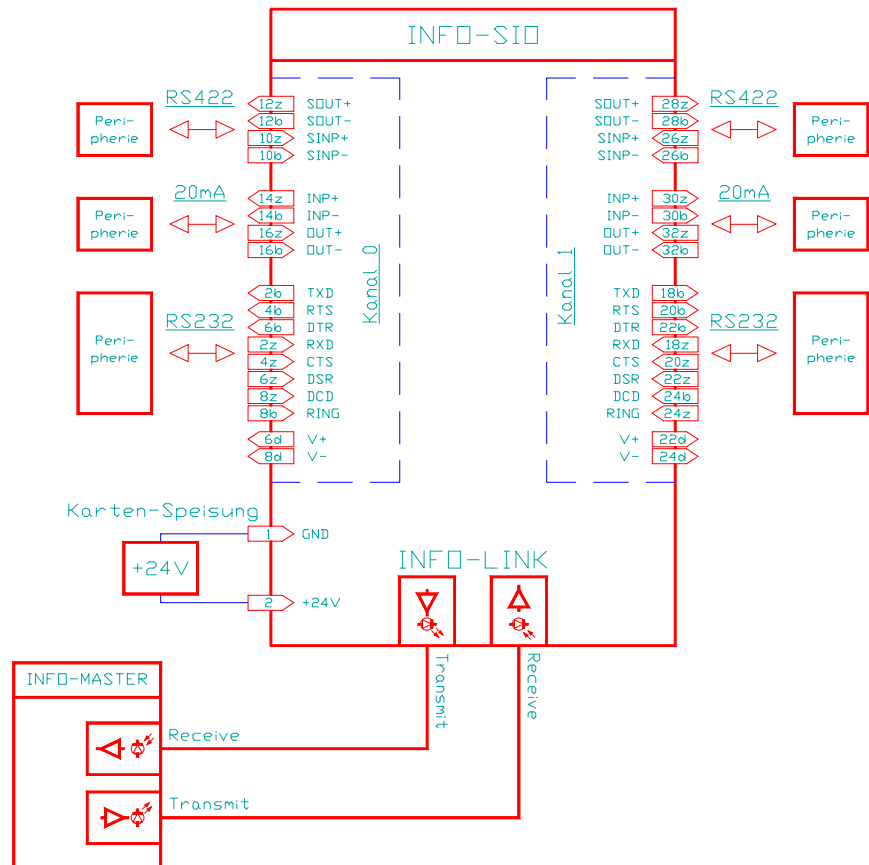 INFO-SIO
RS422
Peri-
pherie
12z SOUT+
12b SOUT-
10z SINP+
10b SINP-
20mA
Peri-
pherie
14z INP+
14b INP-
16z OUT+
16b OUT-
RS232
Peri-
pherie
2b TXD
4b RTS
6b DTR
2z RXD
4z CTS
6z DSR
8z DCD
8b RING
6d V+
8d V-
Kanal 0
Kanal 1
SOUT+ 28z
SOUT- 28b
SINP+ 26z
SINP- 26b
RS422
Peri-
pherie
INP+ 30z
INP- 30b
OUT+ 32z
OUT- 32b
20mA
Peri-
pherie
TXD 18b
RTS 20b
DTR 22b
RXD 18z
CTS 20z
DSR 22z
DCD 24b
RING 24z
V+ 22d
V- 24d
RS232
Peri-
pherie
Karten-Speisung
1 GND
+24V
2 +24V
INFO-LINK
Transmit
Receive
INFO-MASTER
Receive
Transmit